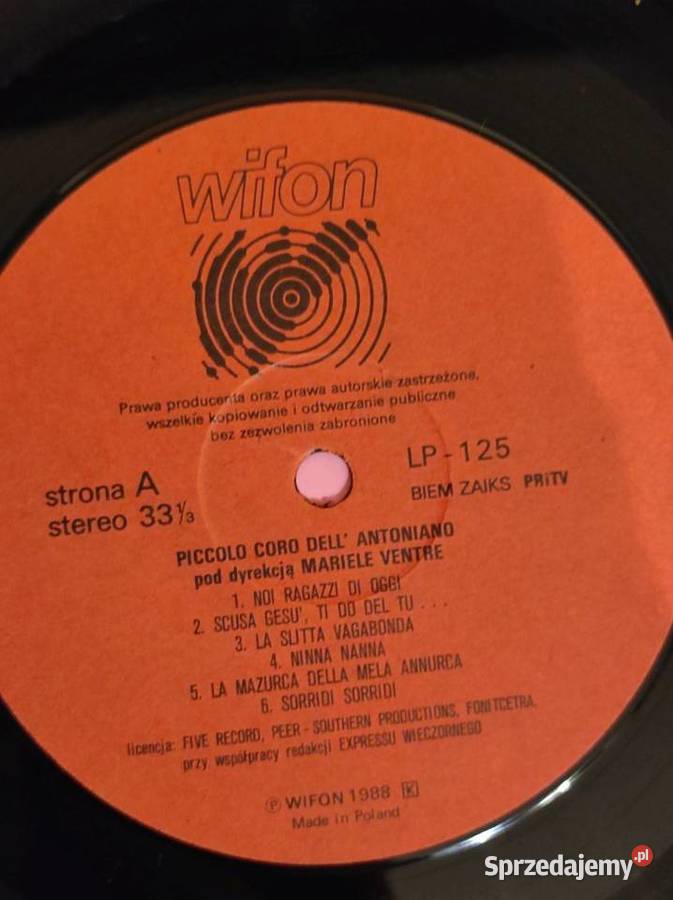 wifon
Prawa producenta oraz prawa autorskie zastrzeżone,
wszelkie kopiowanie i odtwarzanie publiczne
bez zezwolenia zabronione
LP - 125
strona A
BIEM ZAIKS PRiTV
stereo 33⅓
PICCOLO CORO DELL' ANTONIANO
pod dyrekcją MARIELE VENTRE
1. NOI RAGAZZI DI OGGI
2. SCUSA GESU', TI DO DEL TU . . .
3. LA SLITTA VAGABONDA
4. NINNA NANNA
5. LA MAZURCA DELLA MELA ANNURCA
6. SORRIDI SORRIDI
licencja: FIVE RECORD, PEER - SOUTHERN PRODUCTIONS, FONITCETRA,
przy współpracy redakcji EXPRESSU WIECZORNEGO
Ⓟ WIFON 1988 K
Made in Poland
Sprzedajemy.pl